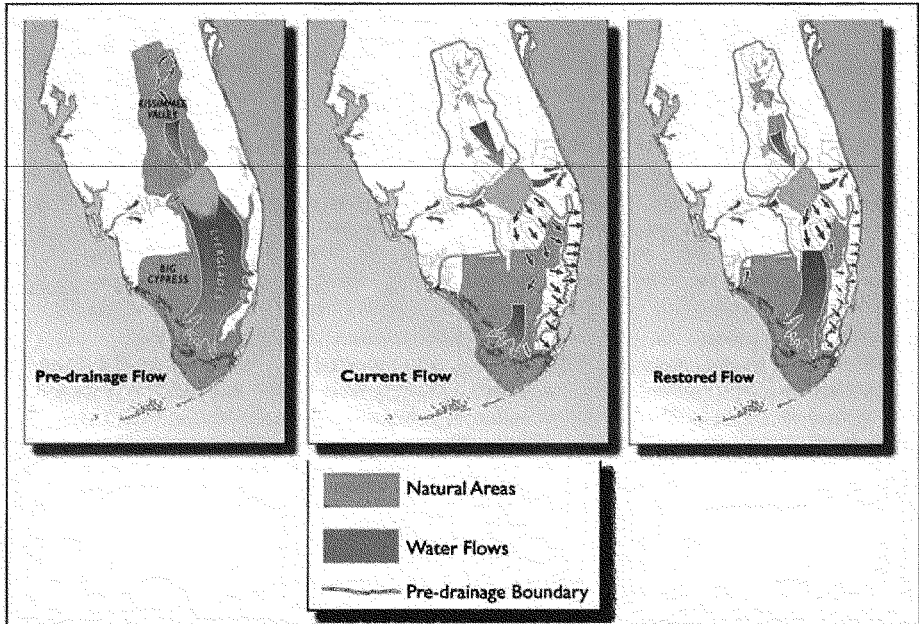 KISSIMMEE
VALLEY
EVERGLADES
BIG
CYPRESS
Pre-drainage Flow
Current Flow
Restored Flow
Natural Areas
Water Flows
Pre-drainage Boundary